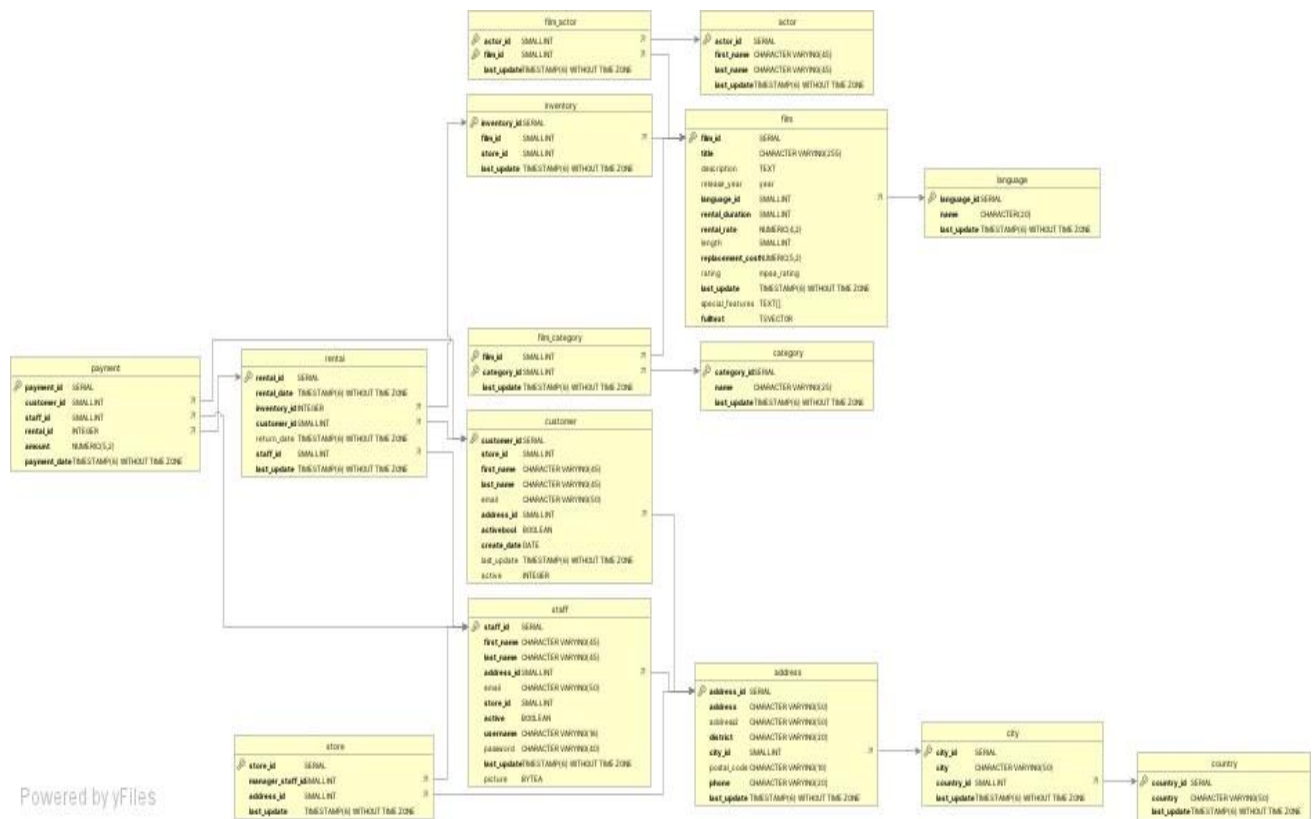 film_actor
actor_id SMALLINT
film_id SMALLINT
last_update TIMESTAMP(6) WITHOUT TIME ZONE
actor
actor_id SERIAL
first_name CHARACTER VARYING(45)
last_name CHARACTER VARYING(45)
last_update TIMESTAMP(6) WITHOUT TIME ZONE
inventory
inventory_id SERIAL
film_id SMALLINT
store_id SMALLINT
last_update TIMESTAMP(6) WITHOUT TIME ZONE
film
film_id SERIAL
title CHARACTER VARYING(255)
description TEXT
release_year year
language_id SMALLINT
rental_duration SMALLINT
rental_rate NUMERIC(4,2)
length SMALLINT
replacement_cost NUMERIC(5,2)
rating mpaa_rating
last_update TIMESTAMP(6) WITHOUT TIME ZONE
special_features TEXT[]
fulltext TSVECTOR
language
language_id SERIAL
name CHARACTER(20)
last_update TIMESTAMP(6) WITHOUT TIME ZONE
film_category
film_id SMALLINT
category_id SMALLINT
last_update TIMESTAMP(6) WITHOUT TIME ZONE
category
category_id SERIAL
name CHARACTER VARYING(25)
last_update TIMESTAMP(6) WITHOUT TIME ZONE
payment
payment_id SERIAL
customer_id SMALLINT
staff_id SMALLINT
rental_id INTEGER
amount NUMERIC(5,2)
payment_date TIMESTAMP(6) WITHOUT TIME ZONE
rental
rental_id SERIAL
rental_date TIMESTAMP(6) WITHOUT TIME ZONE
inventory_id INTEGER
customer_id SMALLINT
return_date TIMESTAMP(6) WITHOUT TIME ZONE
staff_id SMALLINT
last_update TIMESTAMP(6) WITHOUT TIME ZONE
customer
customer_id SERIAL
store_id SMALLINT
first_name CHARACTER VARYING(45)
last_name CHARACTER VARYING(45)
email CHARACTER VARYING(50)
address_id SMALLINT
activebool BOOLEAN
create_date DATE
last_update TIMESTAMP(6) WITHOUT TIME ZONE
active INTEGER
staff
staff_id SERIAL
first_name CHARACTER VARYING(45)
last_name CHARACTER VARYING(45)
address_id SMALLINT
email CHARACTER VARYING(50)
store_id SMALLINT
active BOOLEAN
username CHARACTER VARYING(16)
password CHARACTER VARYING(40)
last_update TIMESTAMP(6) WITHOUT TIME ZONE
picture BYTEA
store
store_id SERIAL
manager_staff_id SMALLINT
address_id SMALLINT
last_update TIMESTAMP(6) WITHOUT TIME ZONE
address
address_id SERIAL
address CHARACTER VARYING(50)
address2 CHARACTER VARYING(50)
district CHARACTER VARYING(20)
city_id SMALLINT
postal_code CHARACTER VARYING(10)
phone CHARACTER VARYING(20)
last_update TIMESTAMP(6) WITHOUT TIME ZONE
city
city_id SERIAL
city CHARACTER VARYING(50)
country_id SMALLINT
last_update TIMESTAMP(6) WITHOUT TIME ZONE
country
country_id SERIAL
country CHARACTER VARYING(50)
last_update TIMESTAMP(6) WITHOUT TIME ZONE
Powered by yFiles